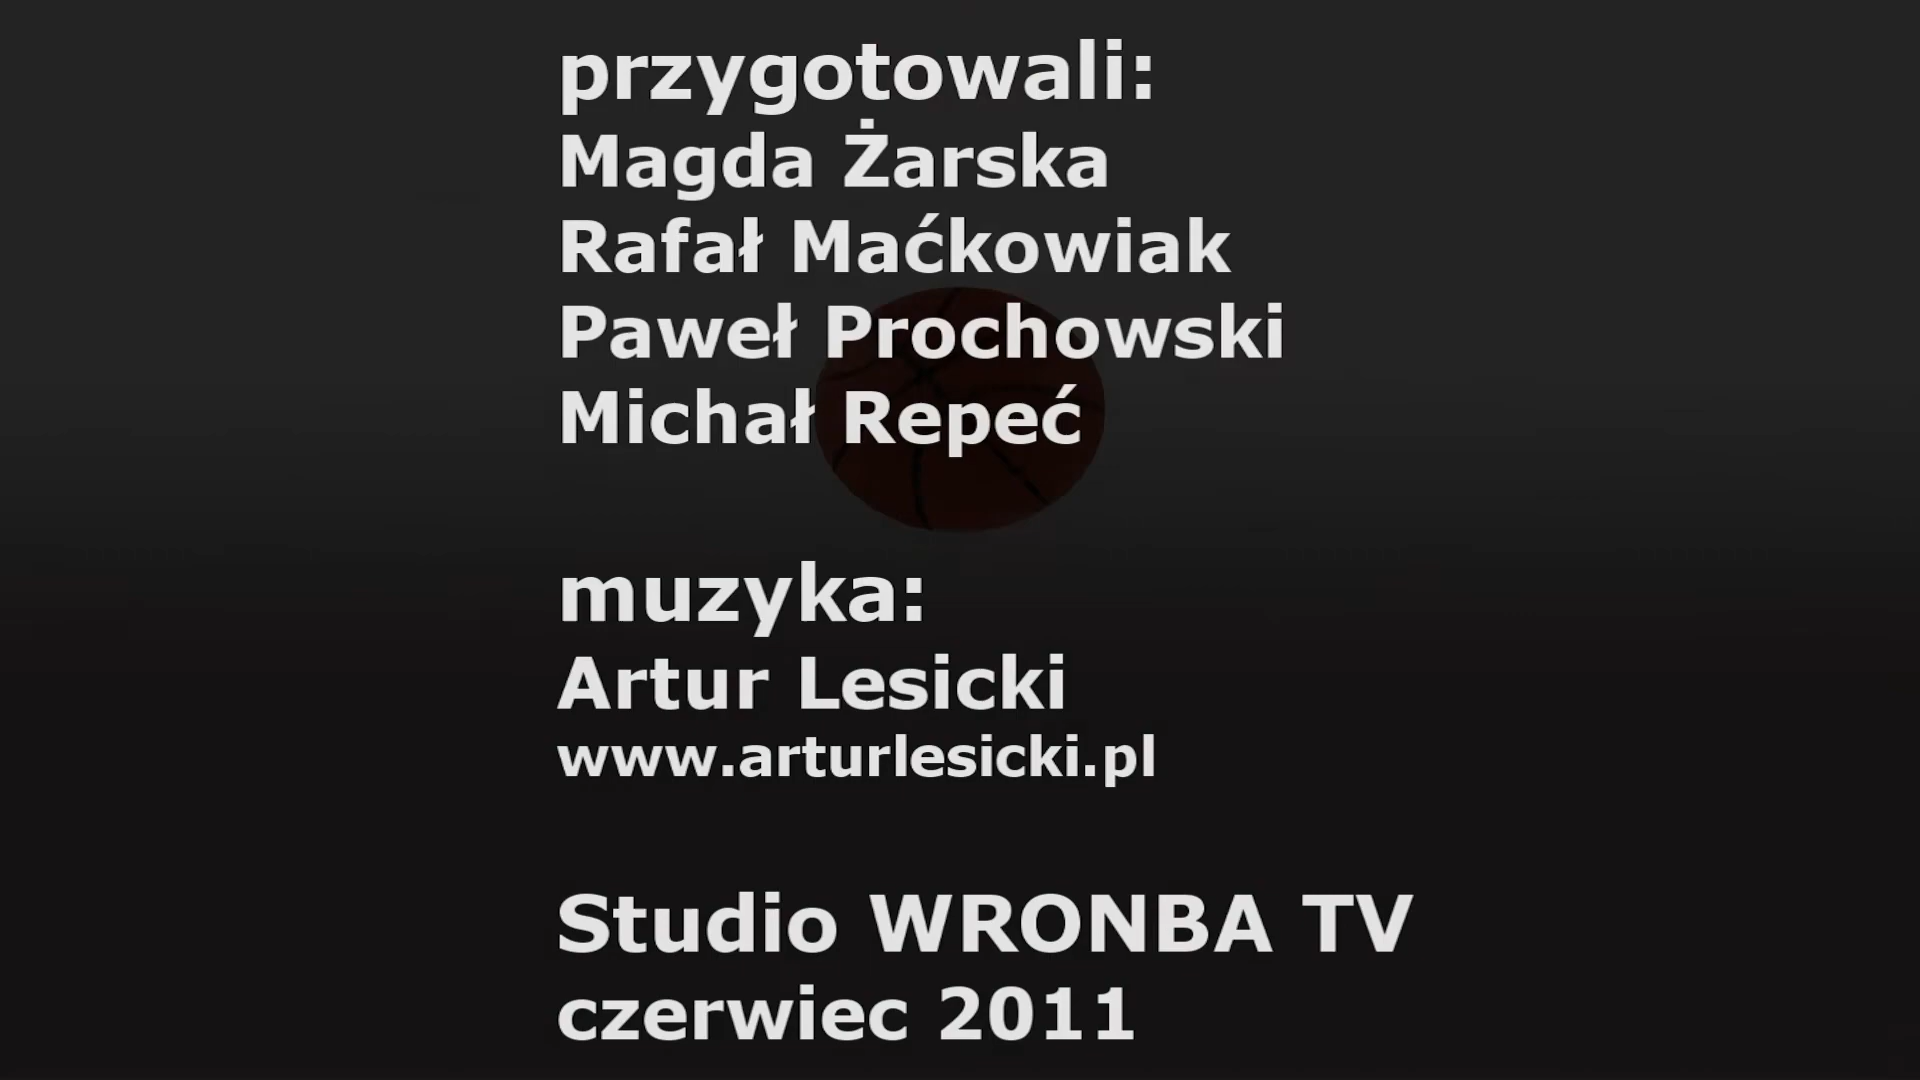 przygotowali:
Magda Żarska
Rafał Maćkowiak
Paweł Prochowski
Michał Repeć
muzyka:
Artur Lesicki
www.arturlesicki.pl
Studio WRONBA TV
czerwiec 2011